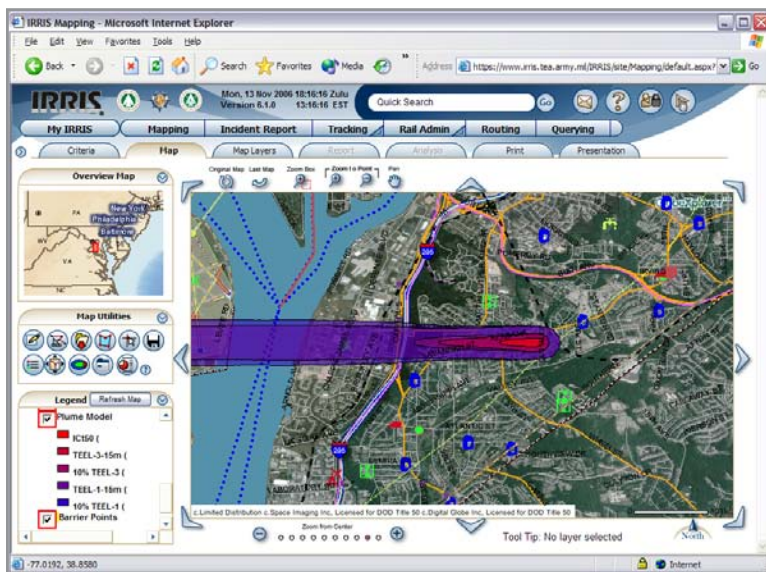 IRRIS Mapping - Microsoft Internet Explorer
File Edit View Favorites Tools Help
Back Search Favorites Media Address https://www.irris.tea.army.mil/IRRIS/site/Mapping/default.aspx? Go
IRRIS Mon, 13 Nov 2006 18:16:16 Zulu
Version 6.1.0 13:16:16 EST
Quick Search Go
My IRRIS Mapping Incident Report Tracking Rail Admin Routing Querying
Criteria Map Map Layers Report Analysis Print Presentation
Original Map Last Map Zoom Box Zoom to Point Pan
Overview Map
New York
Philadelphia
Baltimore
PA
WV
VA
NC
Map Utilities
Legend Refresh Map
Plume Model
IC150 (
TEEL-3-15m (
10% TEEL-3 (
TEEL-1-15m (
10% TEEL-1 (
Barrier Points
295
295
ATLANTIC ST
c.Limited Distribution c.Space Imaging Inc, Licensed for DOD Title 50 c.Digital Globe Inc, Licensed for DOD Title 50
Zoom from Center
Tool Tip: No layer selected
North
-77.0192, 38.8580
Internet